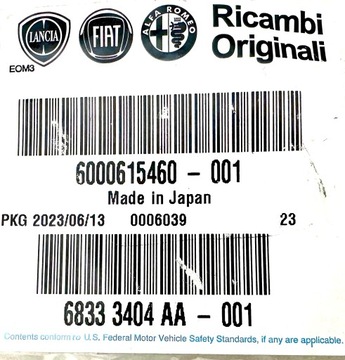 LANCIA FIAT ALFA ROMEO Ricambi
Originali
EOM3
6000615460 - 001
Made in Japan
PKG 2023/06/13 0006039 23
6833 3404 AA - 001
Contents conform to U.S. Federal Motor Vehicle Safety Standards, if any are applicable.